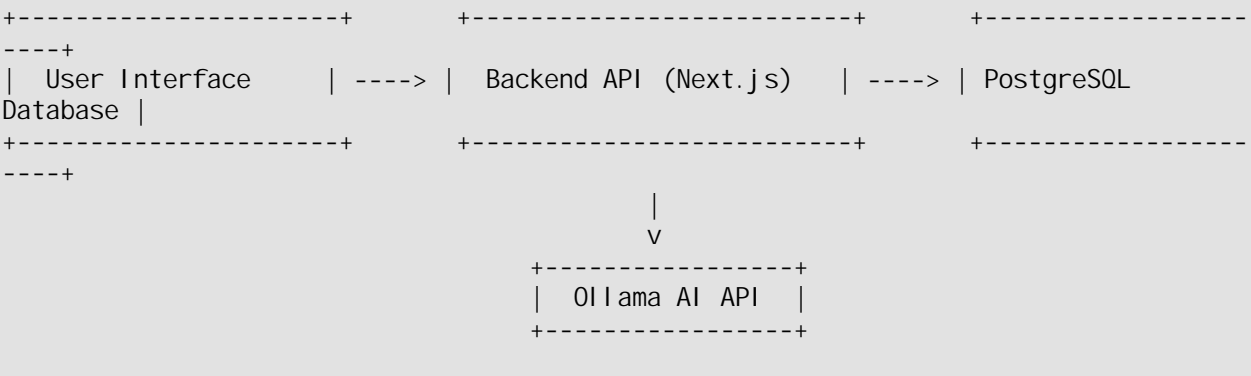 +----------------------+ +--------------------------+ +------------------
----+
| User Interface | ----> | Backend API (Next.js) | ----> | PostgreSQL
Database |
+----------------------+ +--------------------------+ +------------------
----+
|
v
+-----------------+
| Ollama AI API |
+-----------------+